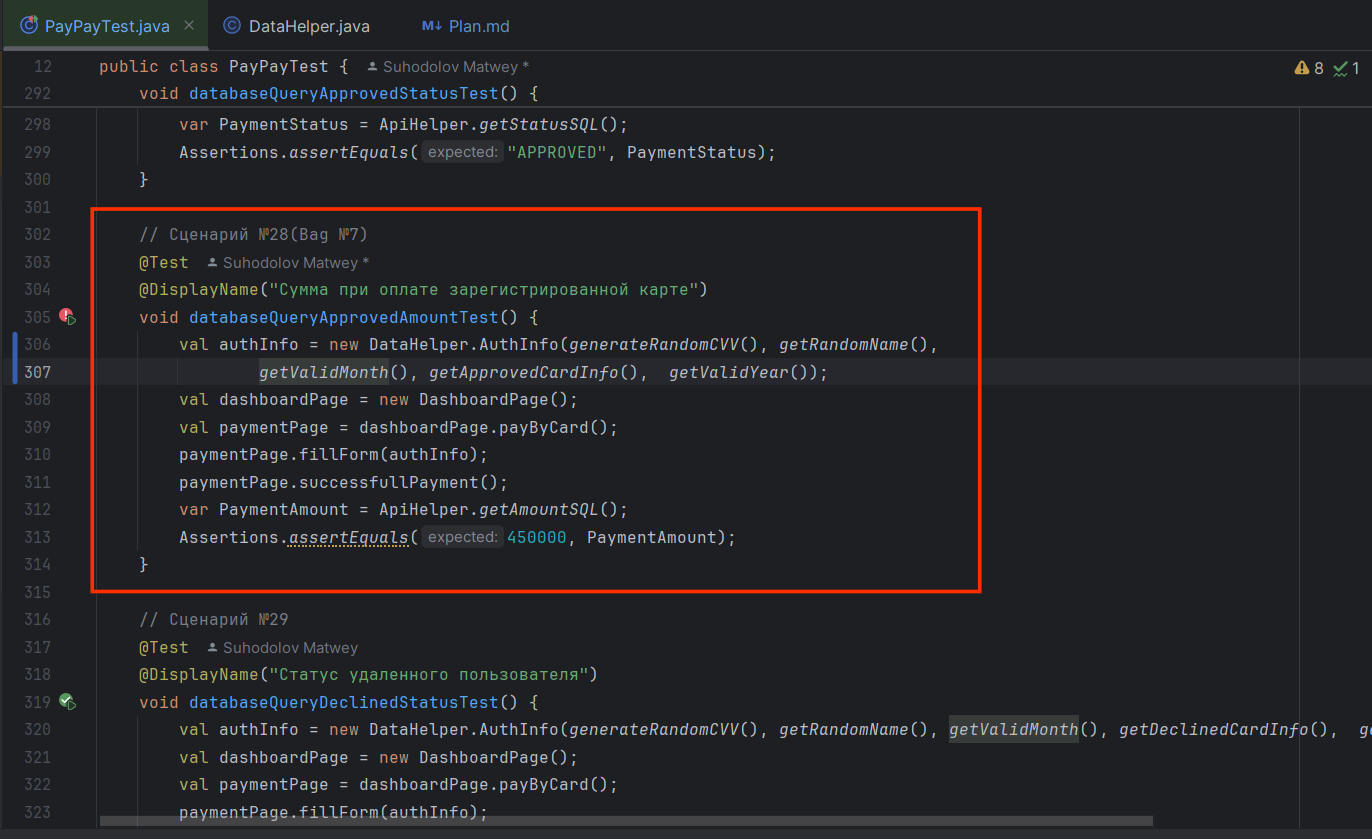 PayPayTest.java
DataHelper.java
M↓ Plan.md
12 public class PayPayTest { Suhodolov Matwey *
8 1
292 void databaseQueryApprovedStatusTest() {
298 var PaymentStatus = ApiHelper.getStatusSQL();
299 Assertions.assertEquals( expected: "APPROVED", PaymentStatus);
300 }
301
302 // Сценарий №28(Bag №7)
303 @Test Suhodolov Matwey *
304 @DisplayName("Сумма при оплате зарегистрированной карте")
305 void databaseQueryApprovedAmountTest() {
306 val authInfo = new DataHelper.AuthInfo(generateRandomCVV(), getRandomName(),
307 getValidMonth(), getApprovedCardInfo(),  getValidYear());
308 val dashboardPage = new DashboardPage();
309 val paymentPage = dashboardPage.payByCard();
310 paymentPage.fillForm(authInfo);
311 paymentPage.successfullPayment();
312 var PaymentAmount = ApiHelper.getAmountSQL();
313 Assertions.assertEquals( expected: 450000, PaymentAmount);
314 }
315
316 // Сценарий №29
317 @Test Suhodolov Matwey
318 @DisplayName("Статус удаленного пользователя")
319 void databaseQueryDeclinedStatusTest() {
320 val authInfo = new DataHelper.AuthInfo(generateRandomCVV(), getRandomName(), getValidMonth(), getDeclinedCardInfo(),
321 val dashboardPage = new DashboardPage();
322 val paymentPage = dashboardPage.payByCard();
323 paymentPage.fillForm(authInfo);